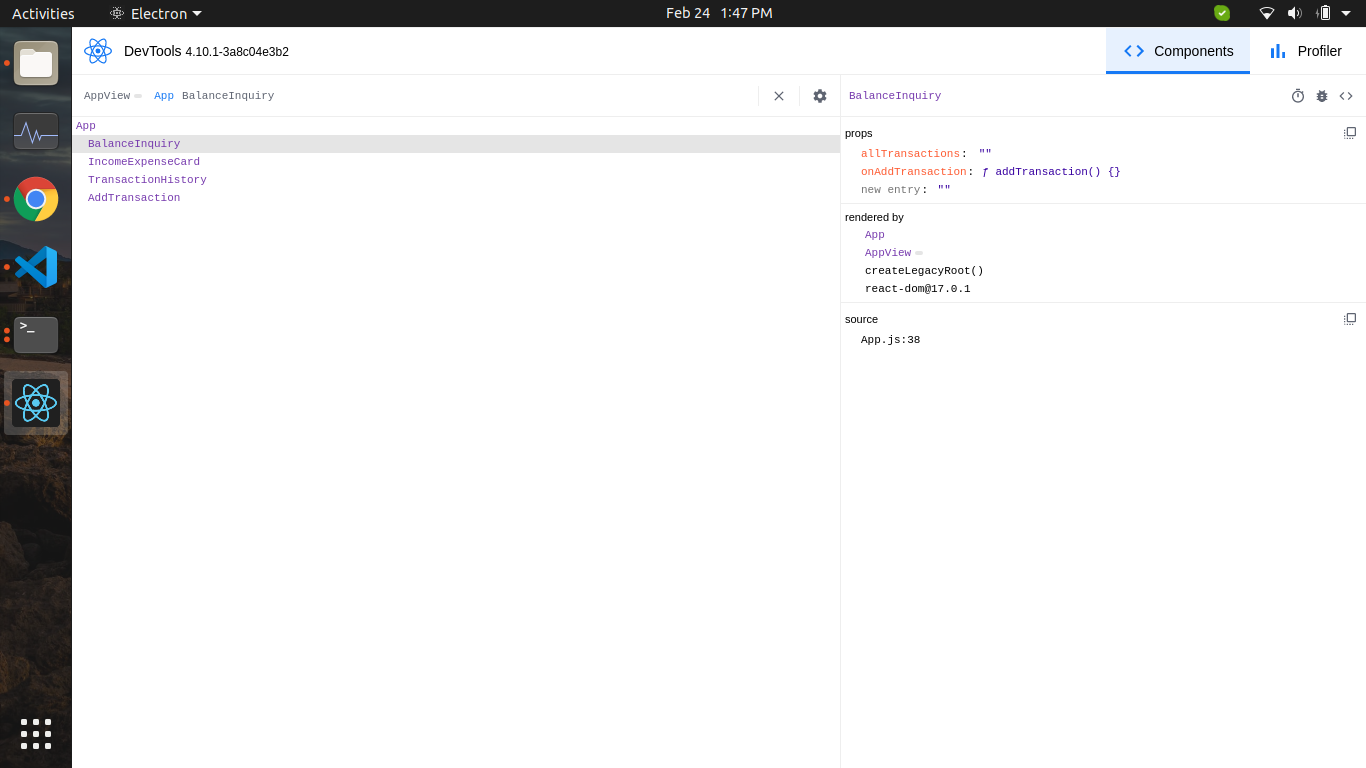 Activities Electron Feb 24 1:47 PM
DevTools 4.10.1-3a8c04e3b2 Components Profiler
AppView App BalanceInquiry
App
BalanceInquiry
IncomeExpenseCard
TransactionHistory
AddTransaction
BalanceInquiry
props
allTransactions: ""
onAddTransaction: ƒ addTransaction() {}
new entry: ""
rendered by
App
AppView
createLegacyRoot()
react-dom@17.0.1
source
App.js:38
>_